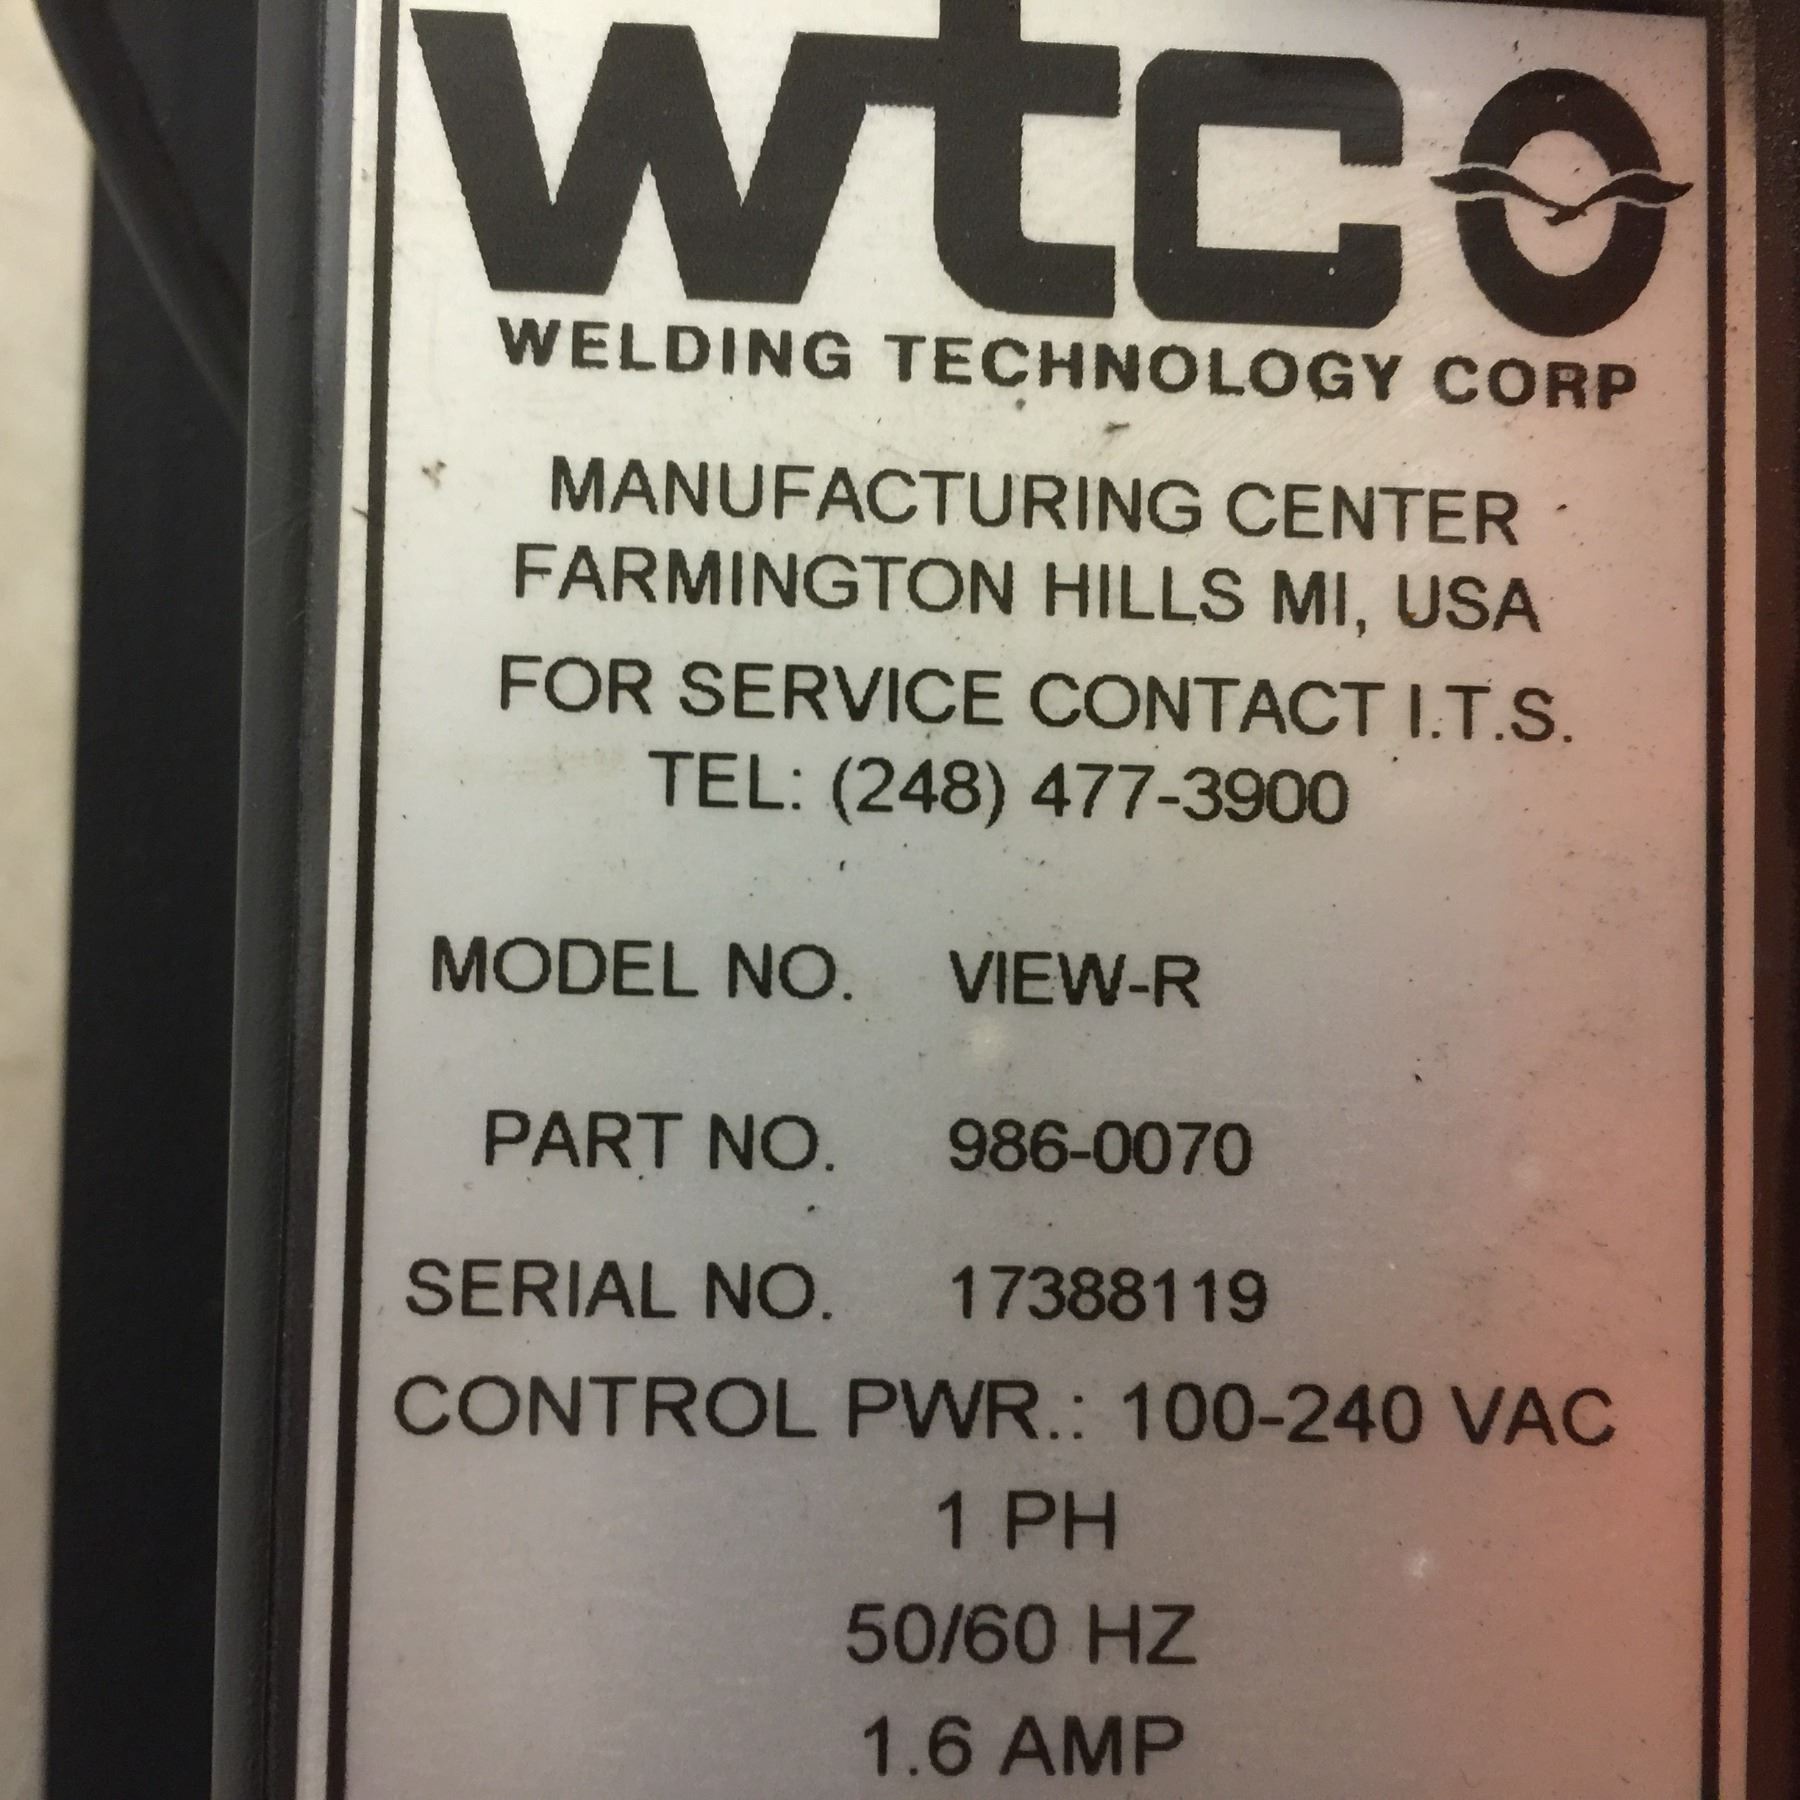 wtc
WELDING TECHNOLOGY CORP
MANUFACTURING CENTER
FARMINGTON HILLS MI, USA
FOR SERVICE CONTACT I.T.S.
TEL: (248) 477-3900
MODEL NO. VIEW-R
PART NO. 986-0070
SERIAL NO. 17388119
CONTROL PWR.: 100-240 VAC
1 PH
50/60 HZ
1.6 AMP